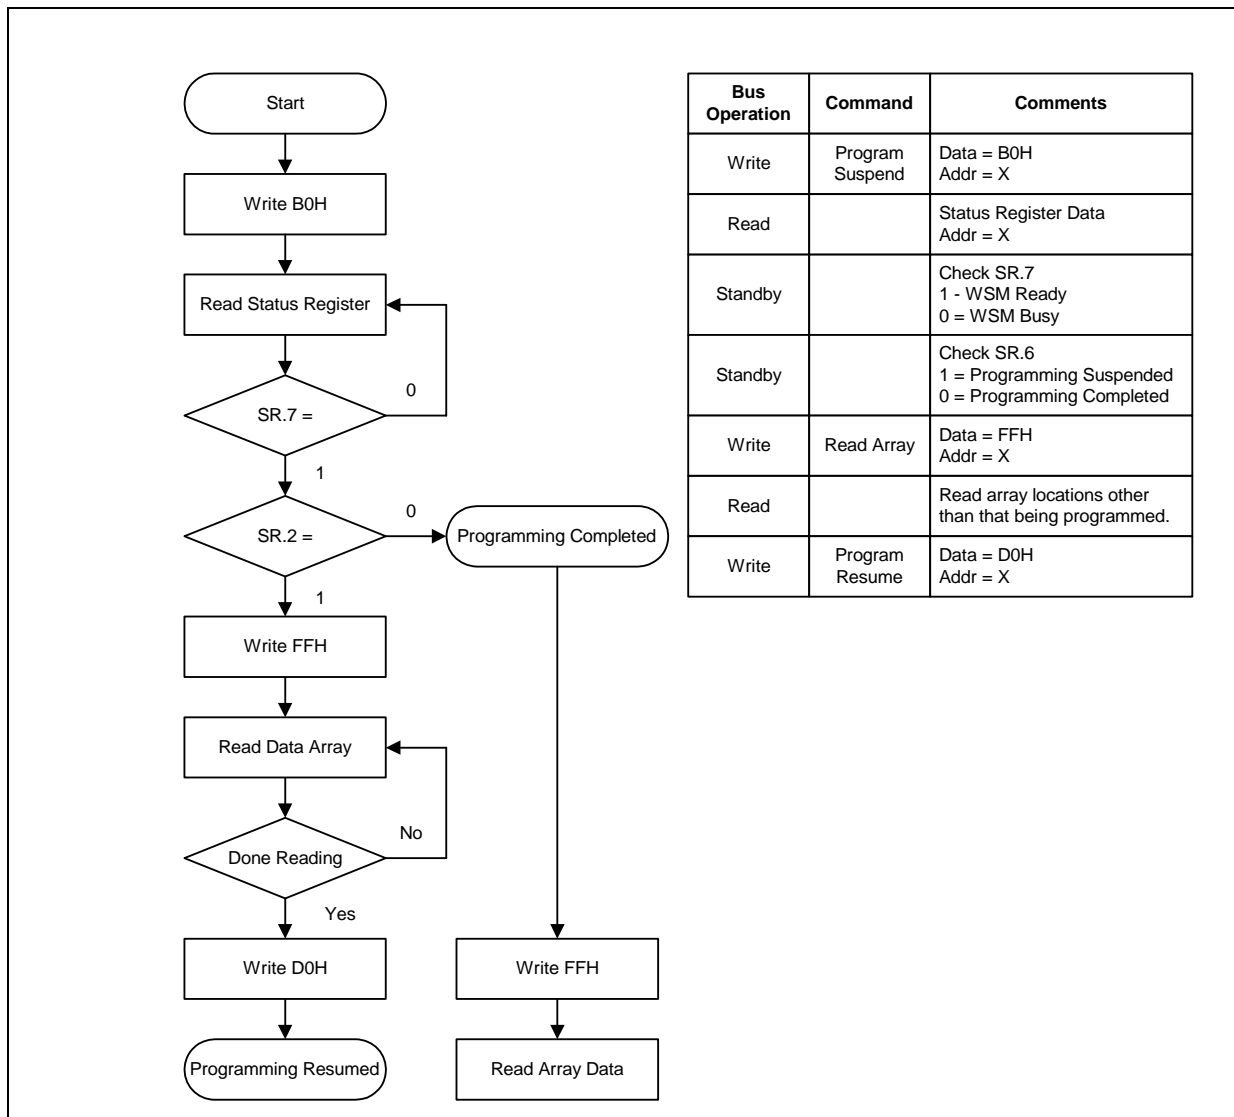 Start
Write B0H
Read Status Register
0
SR.7 =
1
0
SR.2 =
Programming Completed
1
Write FFH
Read Data Array
No
Done Reading
Yes
Write D0H
Write FFH
Programming Resumed
Read Array Data
Bus
Operation
Command
Comments
Write
Program
Suspend
Data = B0H
Addr = X
Read
Status Register Data
Addr = X
Standby
Check SR.7
1 - WSM Ready
0 = WSM Busy
Standby
Check SR.6
1 = Programming Suspended
0 = Programming Completed
Write
Read Array
Data = FFH
Addr = X
Read
Read array locations other
than that being programmed.
Write
Program
Resume
Data = D0H
Addr = X